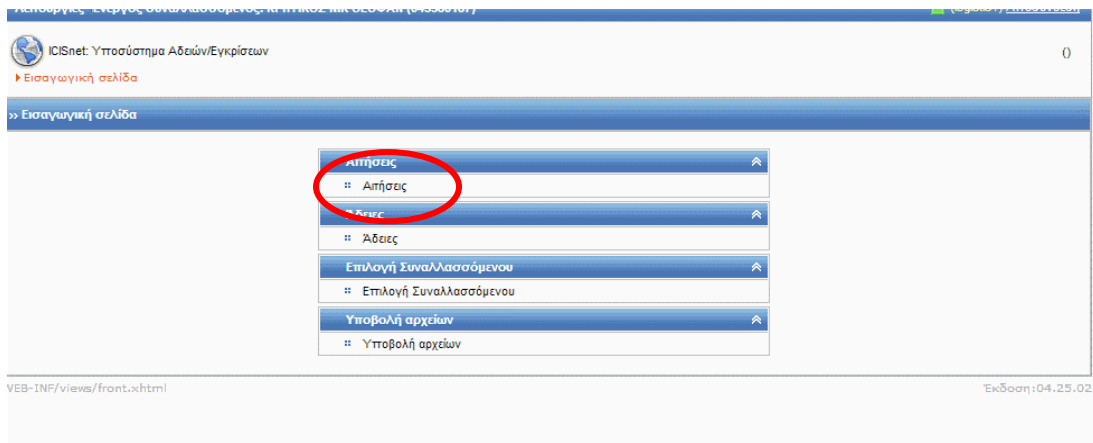 ICISnet: Υποσύστημα Αδειών/Εγκρίσεων
()
Εισαγωγική σελίδα
›› Εισαγωγική σελίδα
Αιτήσεις
Αιτήσεις
Άδειες
Άδειες
Επιλογή Συναλλασσόμενου
Επιλογή Συναλλασσόμενου
Υποβολή αρχείων
Υποβολή αρχείων
VEB-INF/views/front.xhtml
Έκδοση:04.25.02